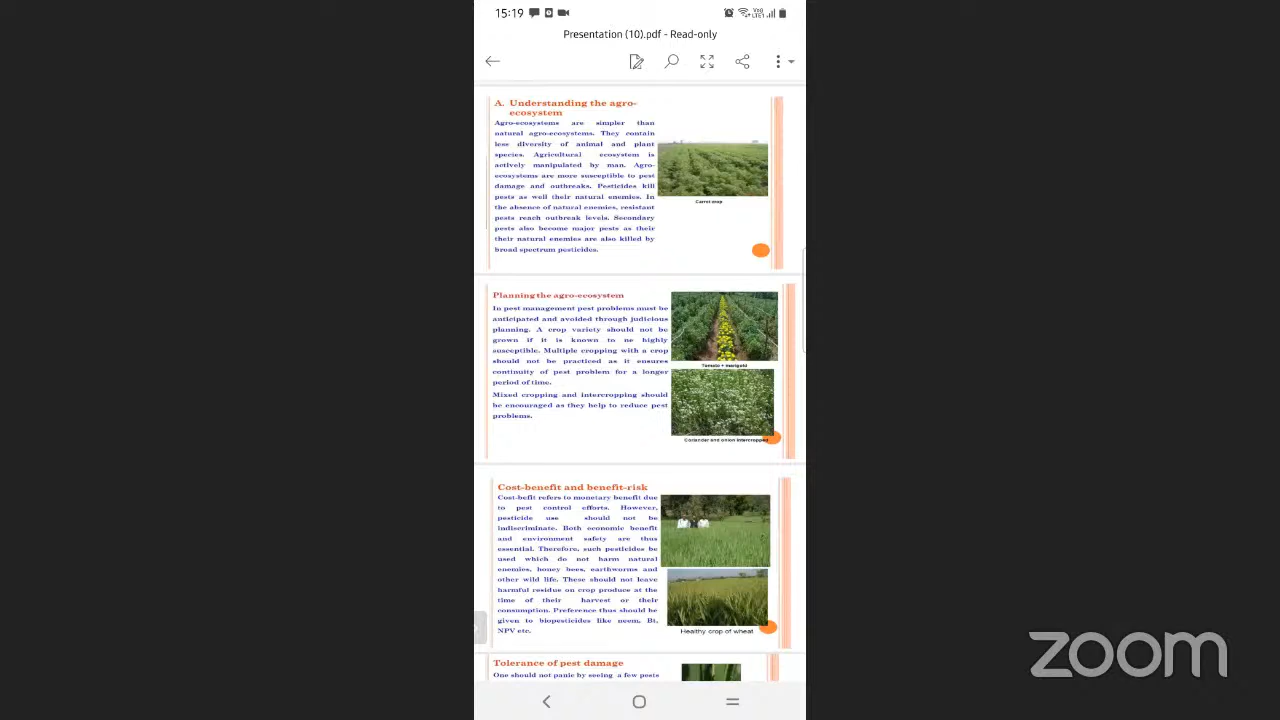 15:19
Presentation (10).pdf - Read-only
A. Understanding the agro-
ecosystem
Agro-ecosystems are simpler than
natural agro-ecosystems. They contain
less diversity of animal and plant
species. Agricultural ecosystem is
actively manipulated by man. Agro-
ecosystems are more susceptible to pest
damage and outbreaks. Pesticides kill
pests as well their natural enemies. In
the absence of natural enemies, resistant
pests reach outbreak levels. Secondary
pests also become major pests as their
their natural enemies are also killed by
broad spectrum pesticides.
Carrot crop
Planning the agro-ecosystem
In pest management pest problems must be
anticipated and avoided through judicious
planning. A crop variety should not be
grown if it is known to ne highly
susceptible. Multiple cropping with a crop
should not be practiced as it ensures
continuity of pest problem for a longer
period of time.
Mixed cropping and intercropping should
be encouraged as they help to reduce pest
problems.
Tomato + marigold
Coriander and onion intercropped
Cost-benefit and benefit-risk
Cost-befit refers to monetary benefit due
to pest control efforts. However,
pesticide use should not be
indiscriminate. Both economic benefit
and environment safety are thus
essential. Therefore, such pesticides be
used which do not harm natural
enemies, honey bees, earthworms and
other wild life. These should not leave
harmful residue on crop produce at the
time of their harvest or their
consumption. Preference thus should be
given to biopesticides like neem, Bt,
NPV etc.
Healthy crop of wheat
Tolerance of pest damage
One should not panic by seeing a few pests
zoom